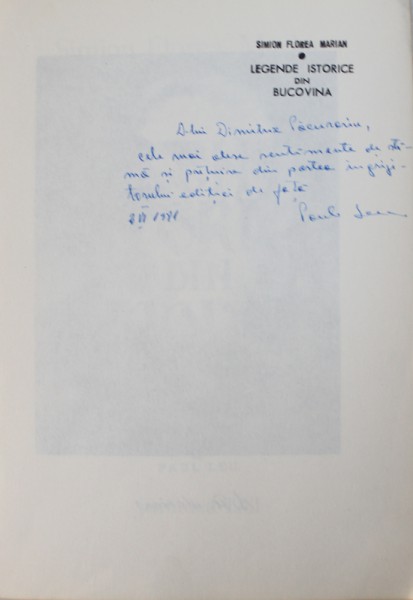 SIMION FLOREA MARIAN
LEGENDE ISTORICE
DIN
BUCOVINA
D-lui Dimitrie Păcurariu,
cele mai alese sentimente de sti-
mă și prețuire din partea îngriji-
torului ediției de față
Paul